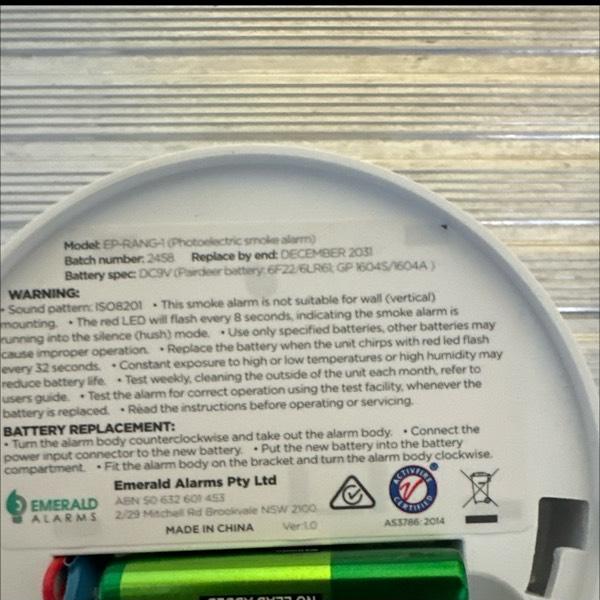 Model: EP-RANG-1 (Photoelectric smoke alarm)
Batch number: 2458 Replace by end: DECEMBER 2031
Battery spec: DC9V (Pairdeer battery: 6F22/6LR61; GP 1604S/1604A )
WARNING:
• Sound pattern: ISO8201 • This smoke alarm is not suitable for wall (vertical)
mounting. • The red LED will flash every 8 seconds, indicating the smoke alarm is
running into the silence (hush) mode. • Use only specified batteries, other batteries may
cause improper operation. • Replace the battery when the unit chirps with red led flash
every 32 seconds. • Constant exposure to high or low temperatures or high humidity may
reduce battery life. • Test weekly, cleaning the outside of the unit each month, refer to
users guide. • Test the alarm for correct operation using the test facility, whenever the
battery is replaced. • Read the instructions before operating or servicing.
BATTERY REPLACEMENT:
• Turn the alarm body counterclockwise and take out the alarm body. • Connect the
power input connector to the new battery. • Put the new battery into the battery
compartment. • Fit the alarm body on the bracket and turn the alarm body clockwise.
EMERALD
ALARMS
Emerald Alarms Pty Ltd
ABN 50 632 601 453
2/29 Mitchell Rd Brookvale NSW 2100
MADE IN CHINA Ver:1.0
ACTIVFIRE
CERTIFIED
AS3786: 2014